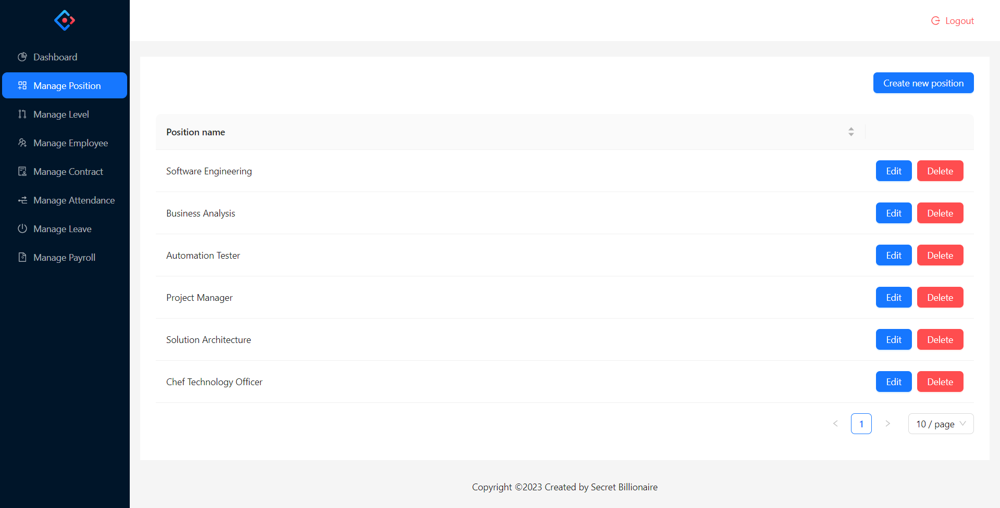 Logout
Dashboard
Manage Position
Manage Level
Manage Employee
Manage Contract
Manage Attendance
Manage Leave
Manage Payroll
Create new position
Position name
Software Engineering Edit Delete
Business Analysis Edit Delete
Automation Tester Edit Delete
Project Manager Edit Delete
Solution Architecture Edit Delete
Chef Technology Officer Edit Delete
1 10 / page
Copyright ©2023 Created by Secret Billionaire